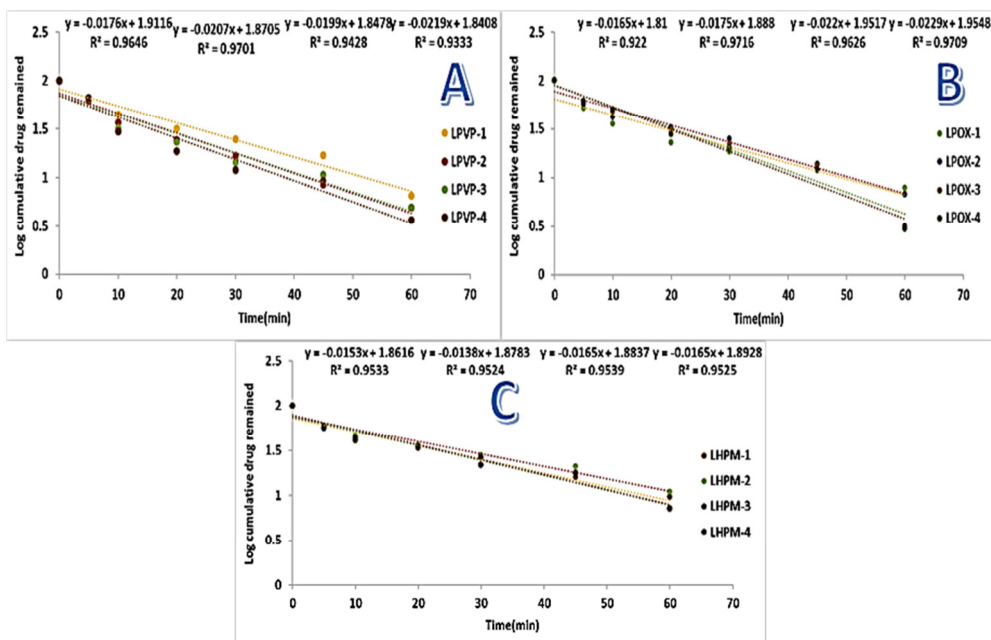 y = -0.0176x + 1.9116 y = -0.0207x + 1.8705 y = -0.0199x + 1.8478 y = -0.0219x + 1.8408
R² = 0.9646 R² = 0.9701 R² = 0.9428 R² = 0.9333
A
Log cumulative drug remained
2.5
2
1.5
1
0.5
0
0 10 20 30 40 50 60 70
Time(min)
LPVP-1
LPVP-2
LPVP-3
LPVP-4
y = -0.0165x + 1.81 y = -0.0175x + 1.888 y = -0.022x + 1.9517 y = -0.0229x + 1.9548
R² = 0.922 R² = 0.9716 R² = 0.9626 R² = 0.9709
B
Log cumulative drug remained
2.5
2
1.5
1
0.5
0
0 10 20 30 40 50 60 70
Time(min)
LPOX-1
LPOX-2
LPOX-3
LPOX-4
y = -0.0153x + 1.8616 y = -0.0138x + 1.8783 y = -0.0165x + 1.8837 y = -0.0165x + 1.8928
R² = 0.9533 R² = 0.9524 R² = 0.9539 R² = 0.9525
C
Log cumulative drug remained
2.5
2
1.5
1
0.5
0
0 10 20 30 40 50 60 70
Time(min)
LHPM-1
LHPM-2
LHPM-3
LHPM-4